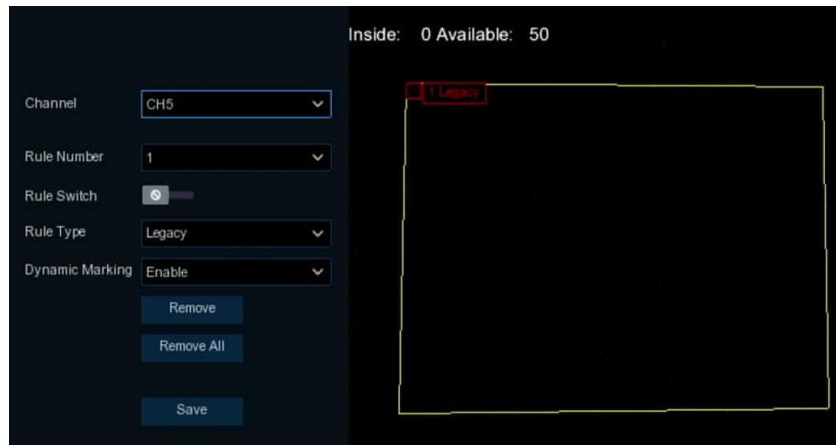 Inside: 0 Available: 50
1 Legacy
Channel CH5
Rule Number 1
Rule Switch
Rule Type Legacy
Dynamic Marking Enable
Remove
Remove All
Save